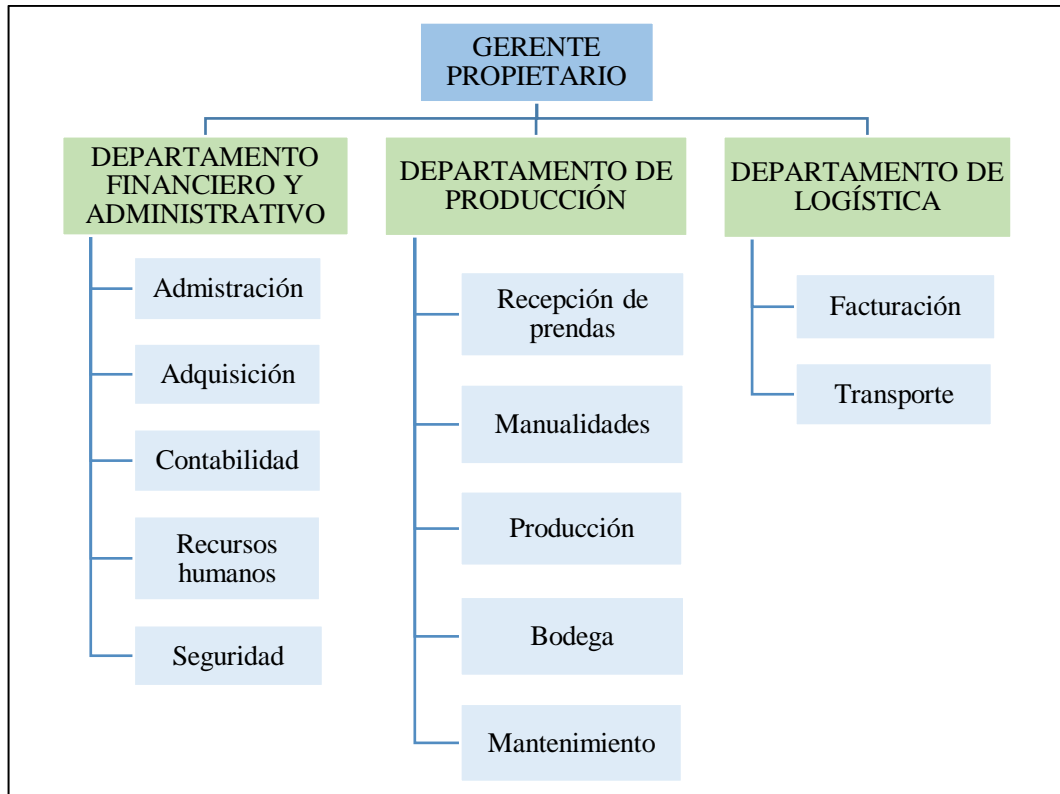 GERENTE
PROPIETARIO
DEPARTAMENTO
FINANCIERO Y
ADMINISTRATIVO
Admistración
Adquisición
Contabilidad
Recursos
humanos
Seguridad
DEPARTAMENTO DE
PRODUCCIÓN
Recepción de
prendas
Manualidades
Producción
Bodega
Mantenimiento
DEPARTAMENTO DE
LOGÍSTICA
Facturación
Transporte